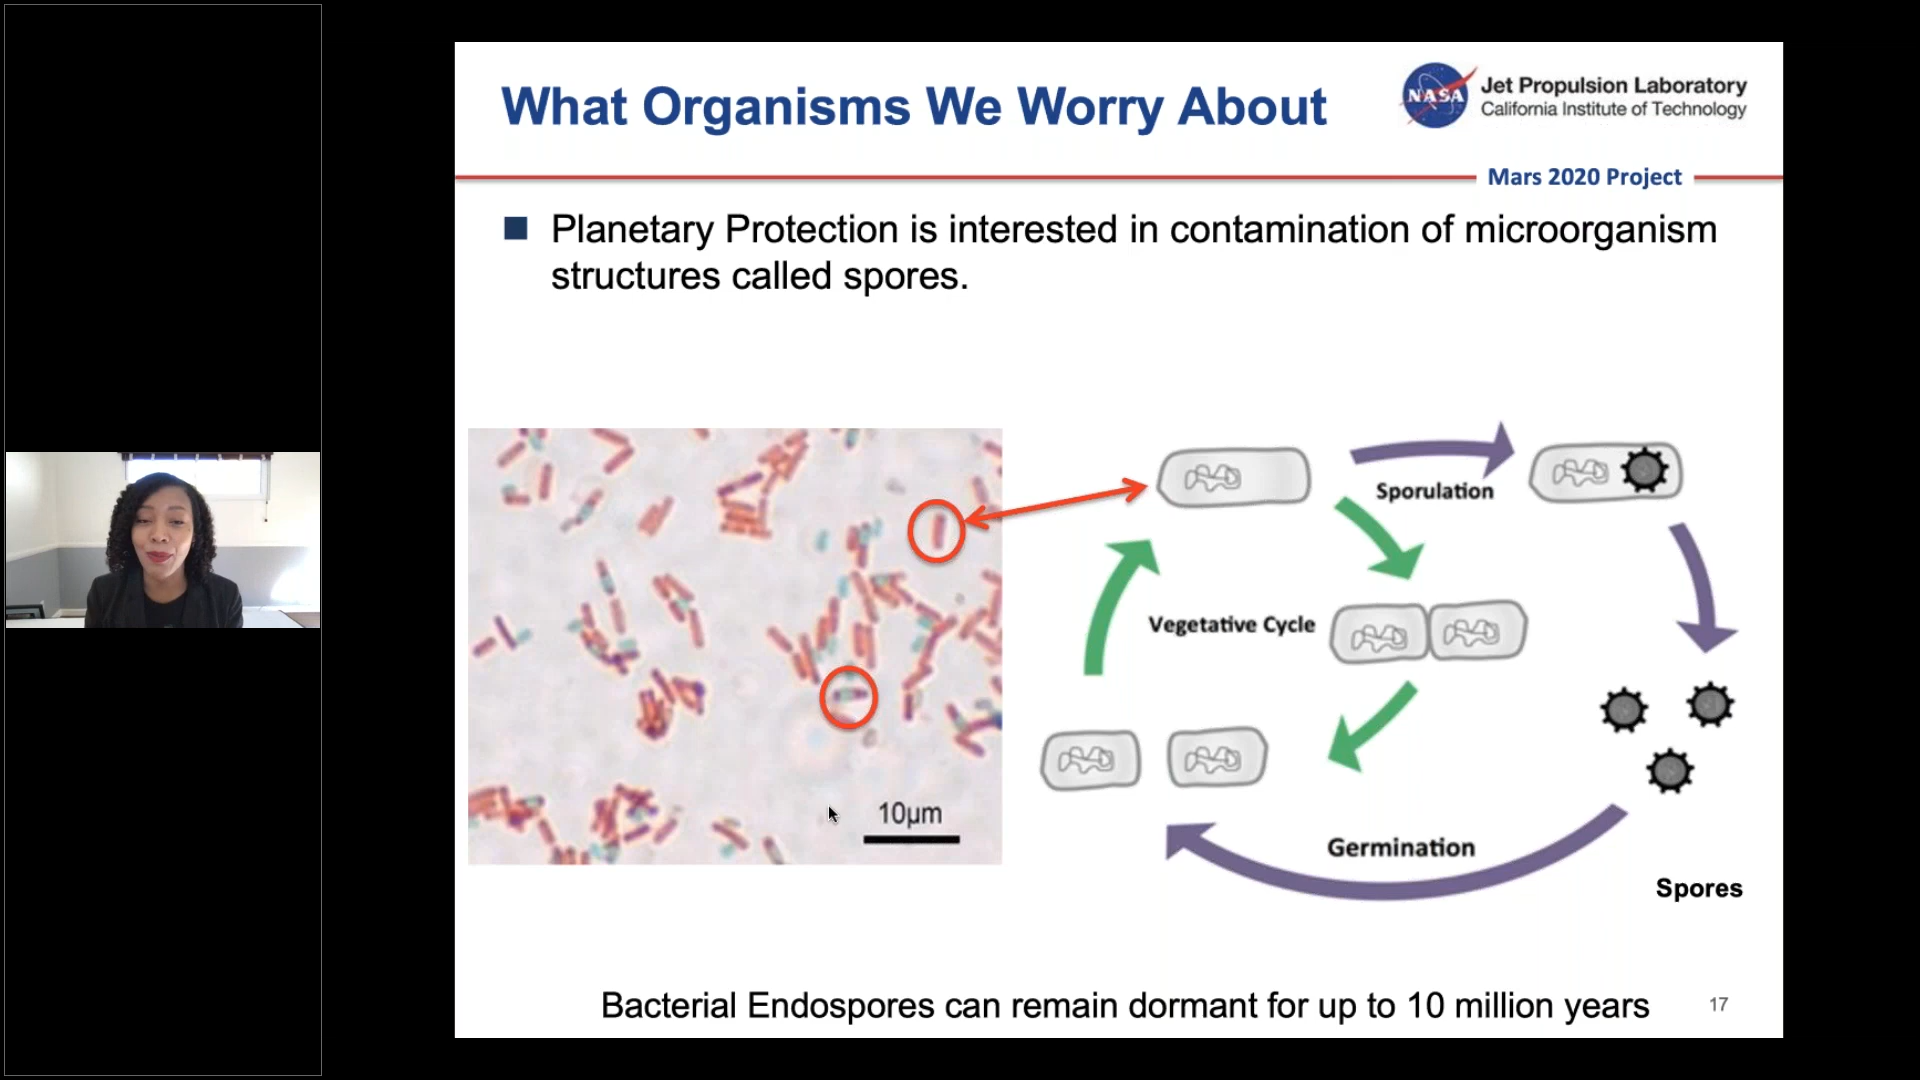 What Organisms We Worry About
NASA
Jet Propulsion Laboratory
California Institute of Technology
Mars 2020 Project
Planetary Protection is interested in contamination of microorganism
structures called spores.
Sporulation
Vegetative Cycle
10µm
Germination
Spores
Bacterial Endospores can remain dormant for up to 10 million years
17